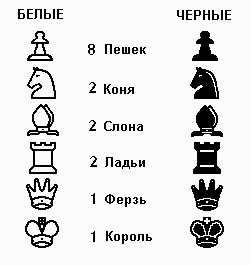 БЕЛЫЕ ЧЕРНЫЕ
8 Пешек
2 Коня
2 Слона
2 Ладьи
1 Ферзь
1 Король